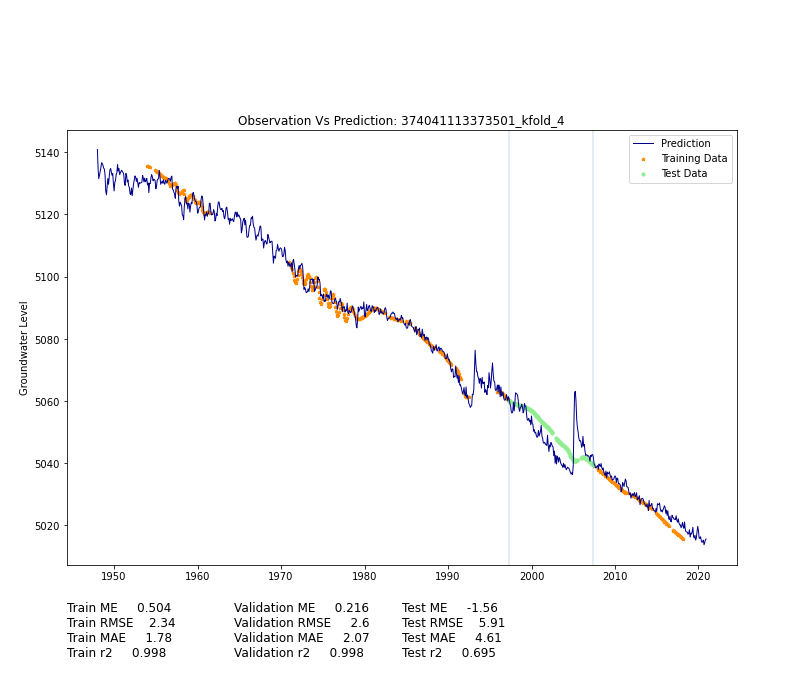 Observation Vs Prediction: 374041113373501_kfold_4
Prediction
Training Data
Test Data
5140
5120
5100
5080
5060
5040
5020
Groundwater Level
1950 1960 1970 1980 1990 2000 2010 2020
Train ME 0.504 Validation ME 0.216 Test ME -1.56
Train RMSE 2.34 Validation RMSE 2.6 Test RMSE 5.91
Train MAE 1.78 Validation MAE 2.07 Test MAE 4.61
Train r2 0.998 Validation r2 0.998 Test r2 0.695